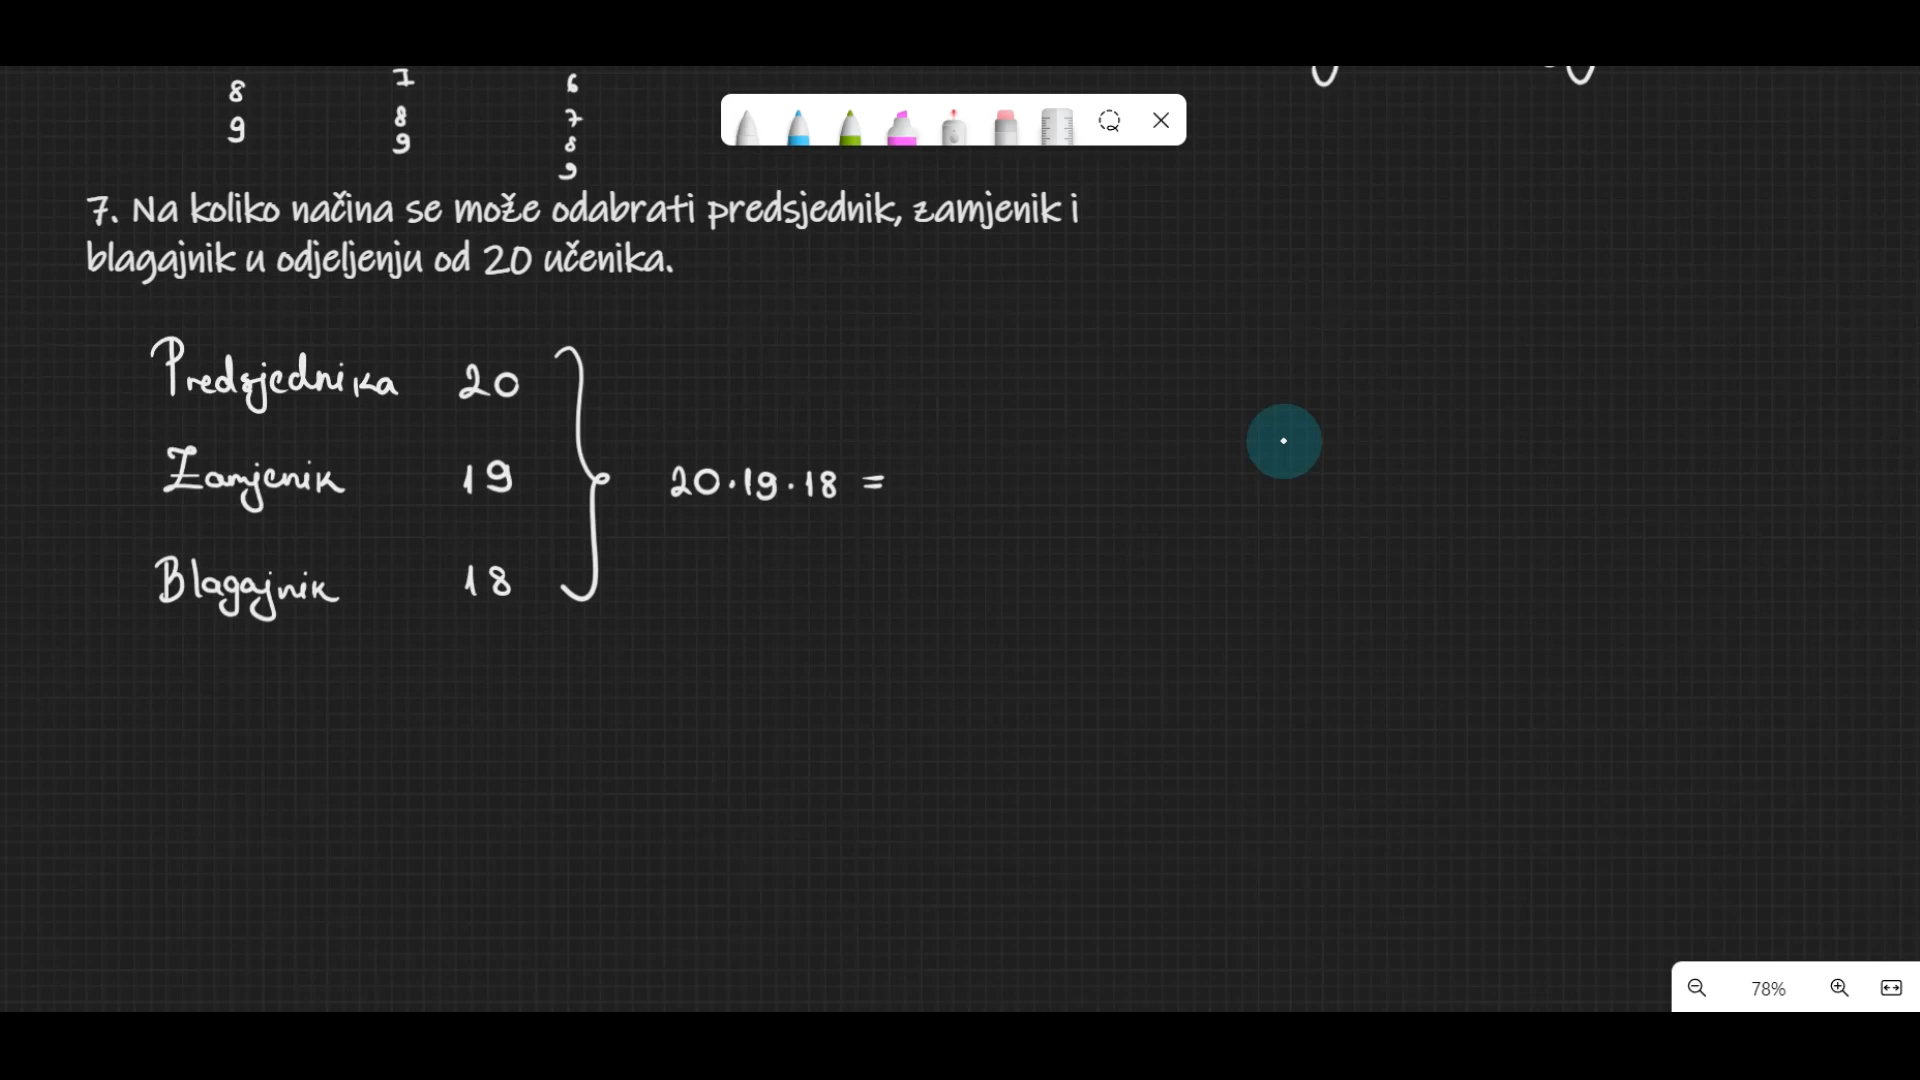 8 7 6
9 8 7
9 8
9
7. Na koliko načina se može odabrati predsjednik, zamjenik i
blagajnik u odjeljenju od 20 učenika.
Predsjednika 20
Zamjenik 19
20·19·18 =
Blagajnik 18
78%